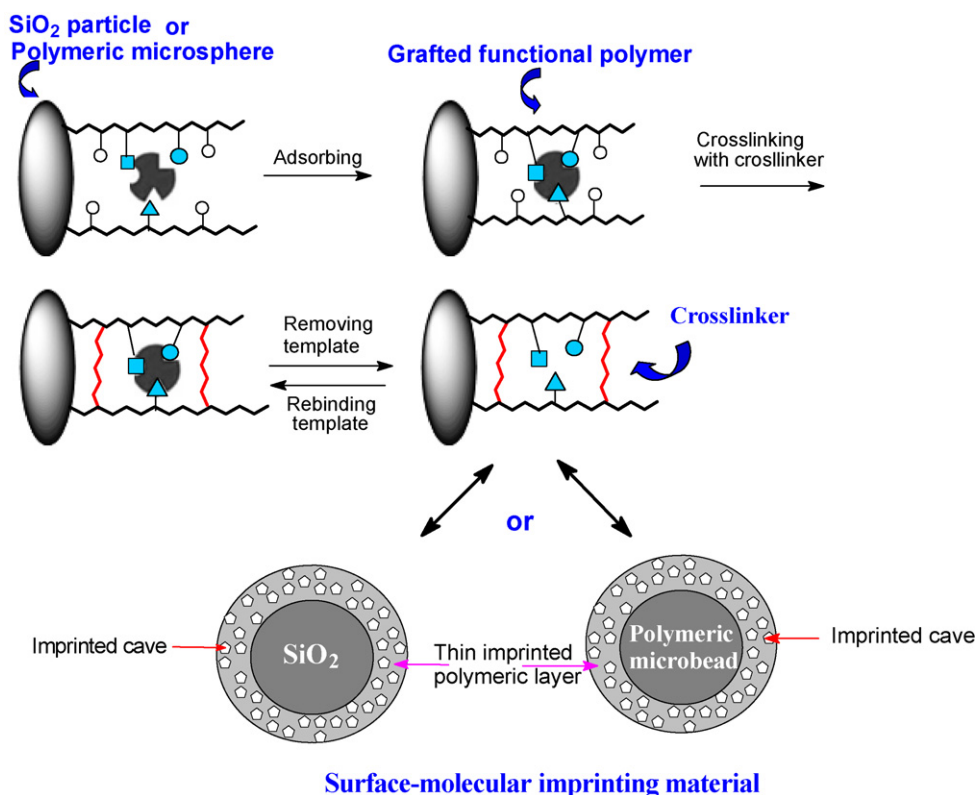 SiO2 particle or
Polymeric microsphere
Grafted functional polymer
Adsorbing
Crosslinking
with crosllinker
Removing
template
Rebinding
template
Crosslinker
or
Imprinted cave
SiO2
Thin imprinted
polymeric layer
Polymeric
microbead
Imprinted cave
Surface-molecular imprinting material